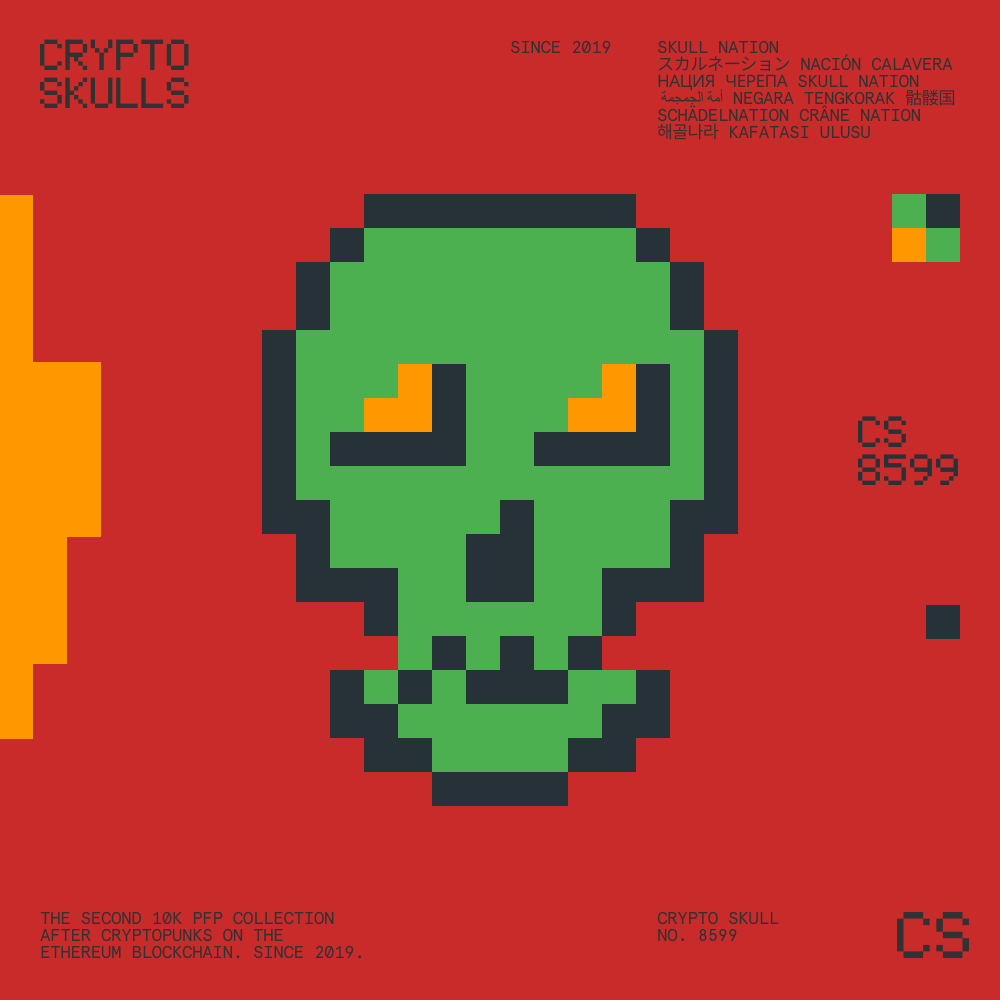 CRYPTO
SKULLS
SINCE 2019
SKULL NATION
スカルネーション NACIÓN CALAVERA
НАЦИЯ ЧЕРЕПА SKULL NATION
أمة الجمجمة NEGARA TENGKORAK 骷髅国
SCHÄDELNATION CRÂNE NATION
해골나라 KAFATASI ULUSU
CS
8599
THE SECOND 10K PFP COLLECTION
AFTER CRYPTOPUNKS ON THE
ETHEREUM BLOCKCHAIN. SINCE 2019.
CRYPTO SKULL
NO. 8599
CS